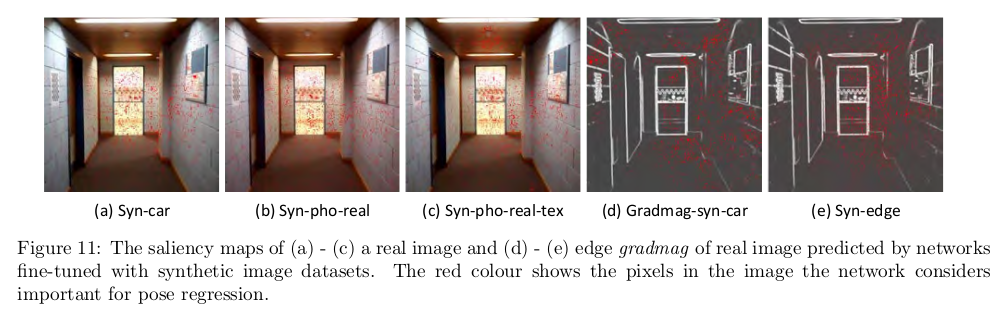 (a) Syn-car
(b) Syn-pho-real
(c) Syn-pho-real-tex
(d) Gradmag-syn-car
(e) Syn-edge
Figure 11: The saliency maps of (a) - (c) a real image and (d) - (e) edge gradmag of real image predicted by networks
fine-tuned with synthetic image datasets. The red colour shows the pixels in the image the network considers
important for pose regression.